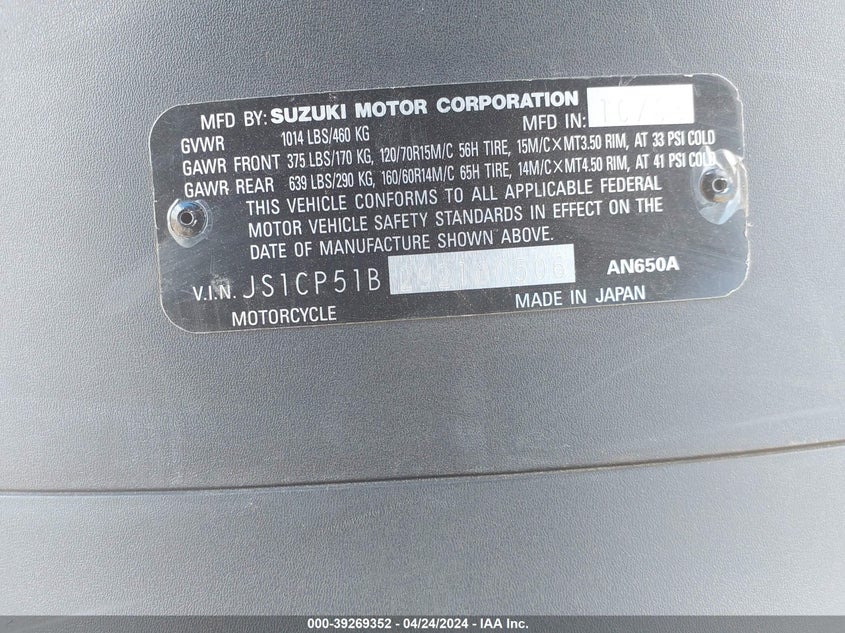 MFD BY: SUZUKI MOTOR CORPORATION MFD IN:
GVWR 1014 LBS/460 KG
GAWR FRONT 375 LBS/170 KG, 120/70R15M/C 56H TIRE, 15M/C×MT3.50 RIM, AT 33 PSI COLD
GAWR REAR 639 LBS/290 KG, 160/60R14M/C 65H TIRE, 14M/C×MT4.50 RIM, AT 41 PSI COLD
THIS VEHICLE CONFORMS TO ALL APPLICABLE FEDERAL
MOTOR VEHICLE SAFETY STANDARDS IN EFFECT ON THE
DATE OF MANUFACTURE SHOWN ABOVE.
V.I.N. JS1CP51B AN650A
MOTORCYCLE MADE IN JAPAN
000-39269352 - 04/24/2024 - IAA Inc.